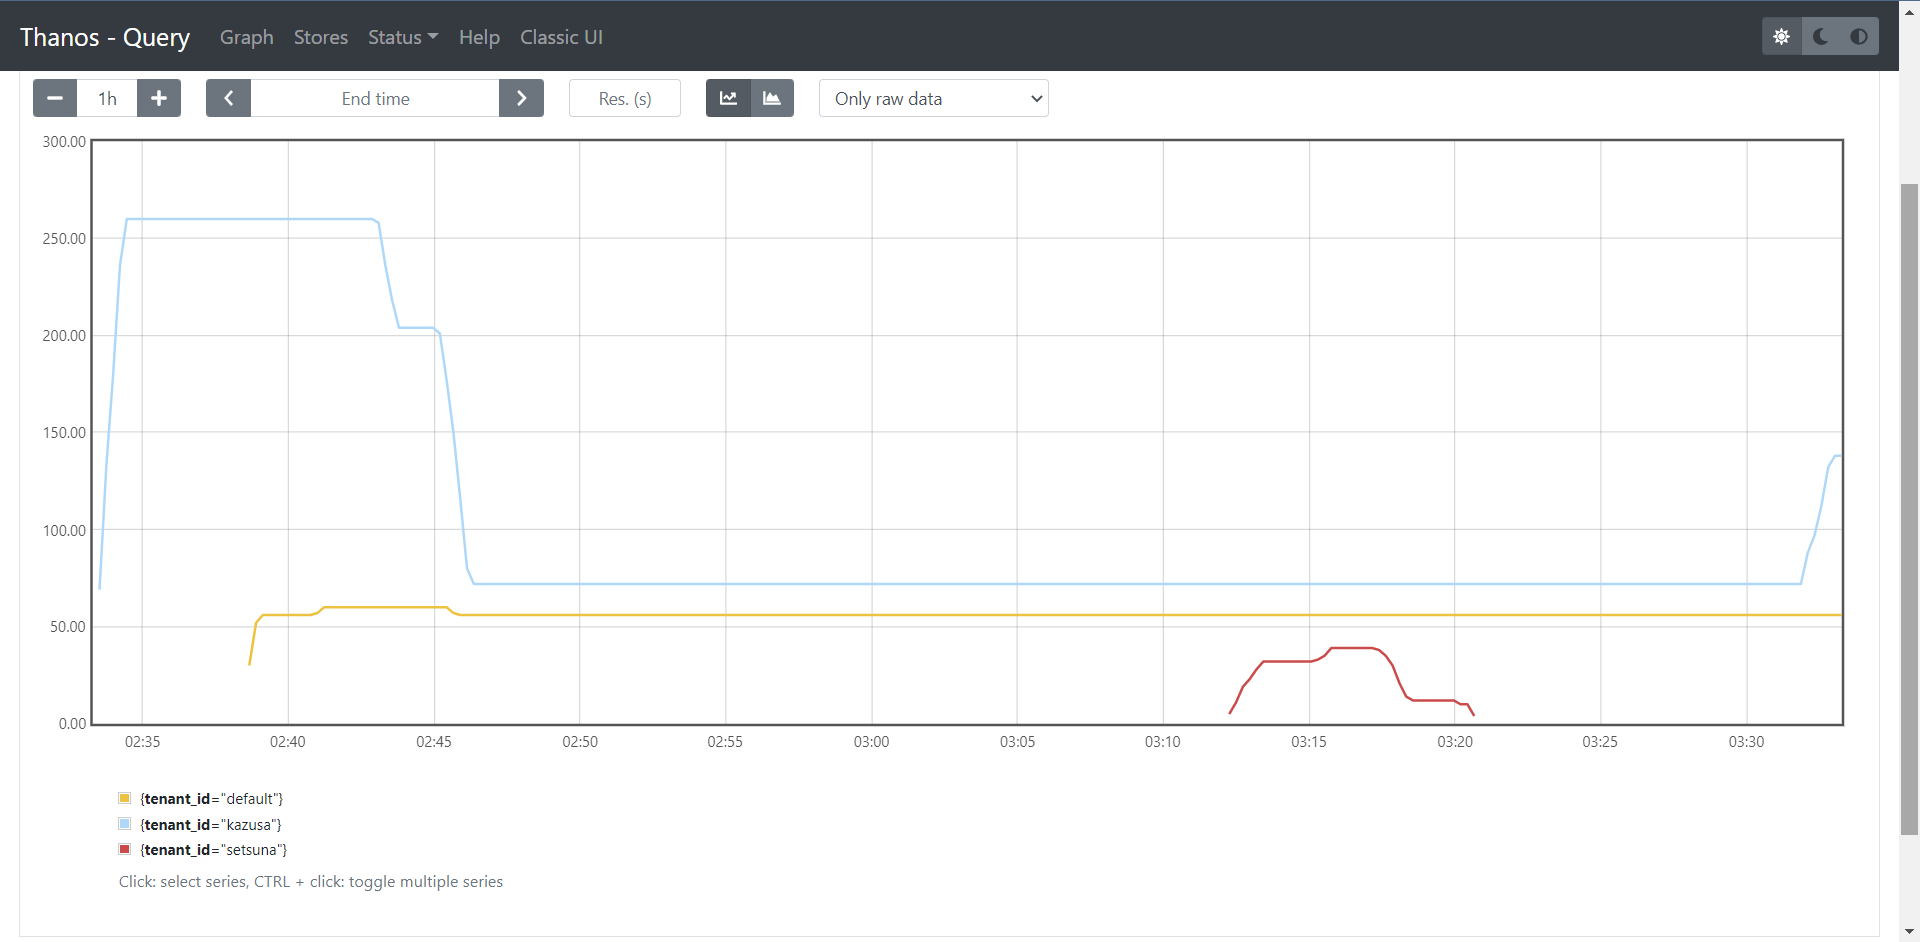 Thanos - Query Graph Stores Status Help Classic UI
1h End time Res. (s) Only raw data
300.00
250.00
200.00
150.00
100.00
50.00
0.00
02:35 02:40 02:45 02:50 02:55 03:00 03:05 03:10 03:15 03:20 03:25 03:30
{tenant_id="default"}
{tenant_id="kazusa"}
{tenant_id="setsuna"}
Click: select series, CTRL + click: toggle multiple series